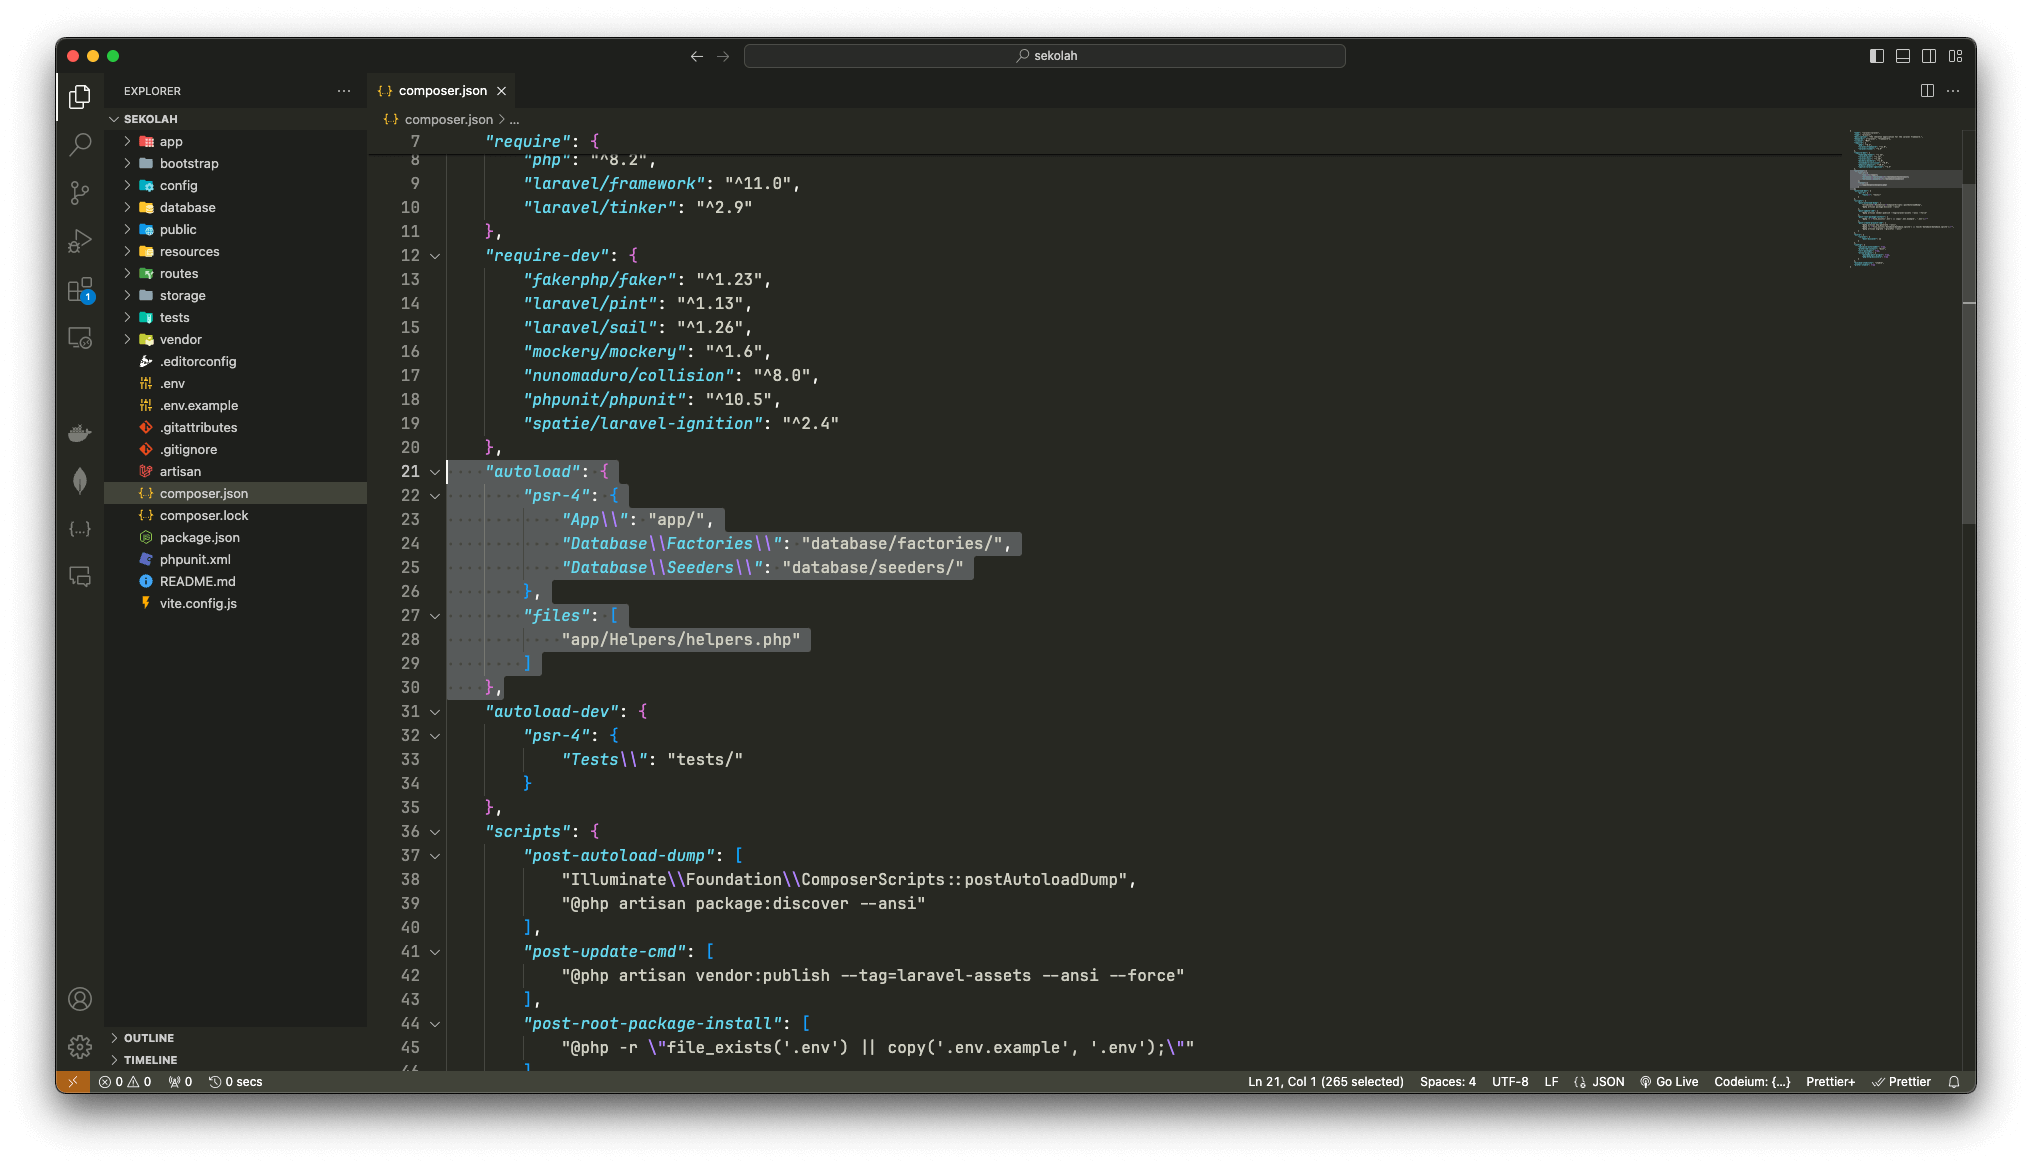 sekolah
EXPLORER
composer.json
SEKOLAH
app
bootstrap
config
database
public
resources
routes
storage
tests
vendor
.editorconfig
.env
.env.example
.gitattributes
.gitignore
artisan
composer.json
composer.lock
package.json
phpunit.xml
README.md
vite.config.js
OUTLINE
TIMELINE
1
composer.json > ...
7 "require": {
8 "php": "^8.2",
9 "laravel/framework": "^11.0",
10 "laravel/tinker": "^2.9"
11 },
12 "require-dev": {
13 "fakerphp/faker": "^1.23",
14 "laravel/pint": "^1.13",
15 "laravel/sail": "^1.26",
16 "mockery/mockery": "^1.6",
17 "nunomaduro/collision": "^8.0",
18 "phpunit/phpunit": "^10.5",
19 "spatie/laravel-ignition": "^2.4"
20 },
21 "autoload": {
22 "psr-4": {
23 "App\\": "app/",
24 "Database\\Factories\\": "database/factories/",
25 "Database\\Seeders\\": "database/seeders/"
26 },
27 "files": [
28 "app/Helpers/helpers.php"
29 ]
30 },
31 "autoload-dev": {
32 "psr-4": {
33 "Tests\\": "tests/"
34 }
35 },
36 "scripts": {
37 "post-autoload-dump": [
38 "Illuminate\\Foundation\\ComposerScripts::postAutoloadDump",
39 "@php artisan package:discover --ansi"
40 ],
41 "post-update-cmd": [
42 "@php artisan vendor:publish --tag=laravel-assets --ansi --force"
43 ],
44 "post-root-package-install": [
45 "@php -r \"file_exists('.env') || copy('.env.example', '.env');\""
0 0 0 0 secs Ln 21, Col 1 (265 selected) Spaces: 4 UTF-8 LF JSON Go Live Codeium: {...} Prettier+ Prettier